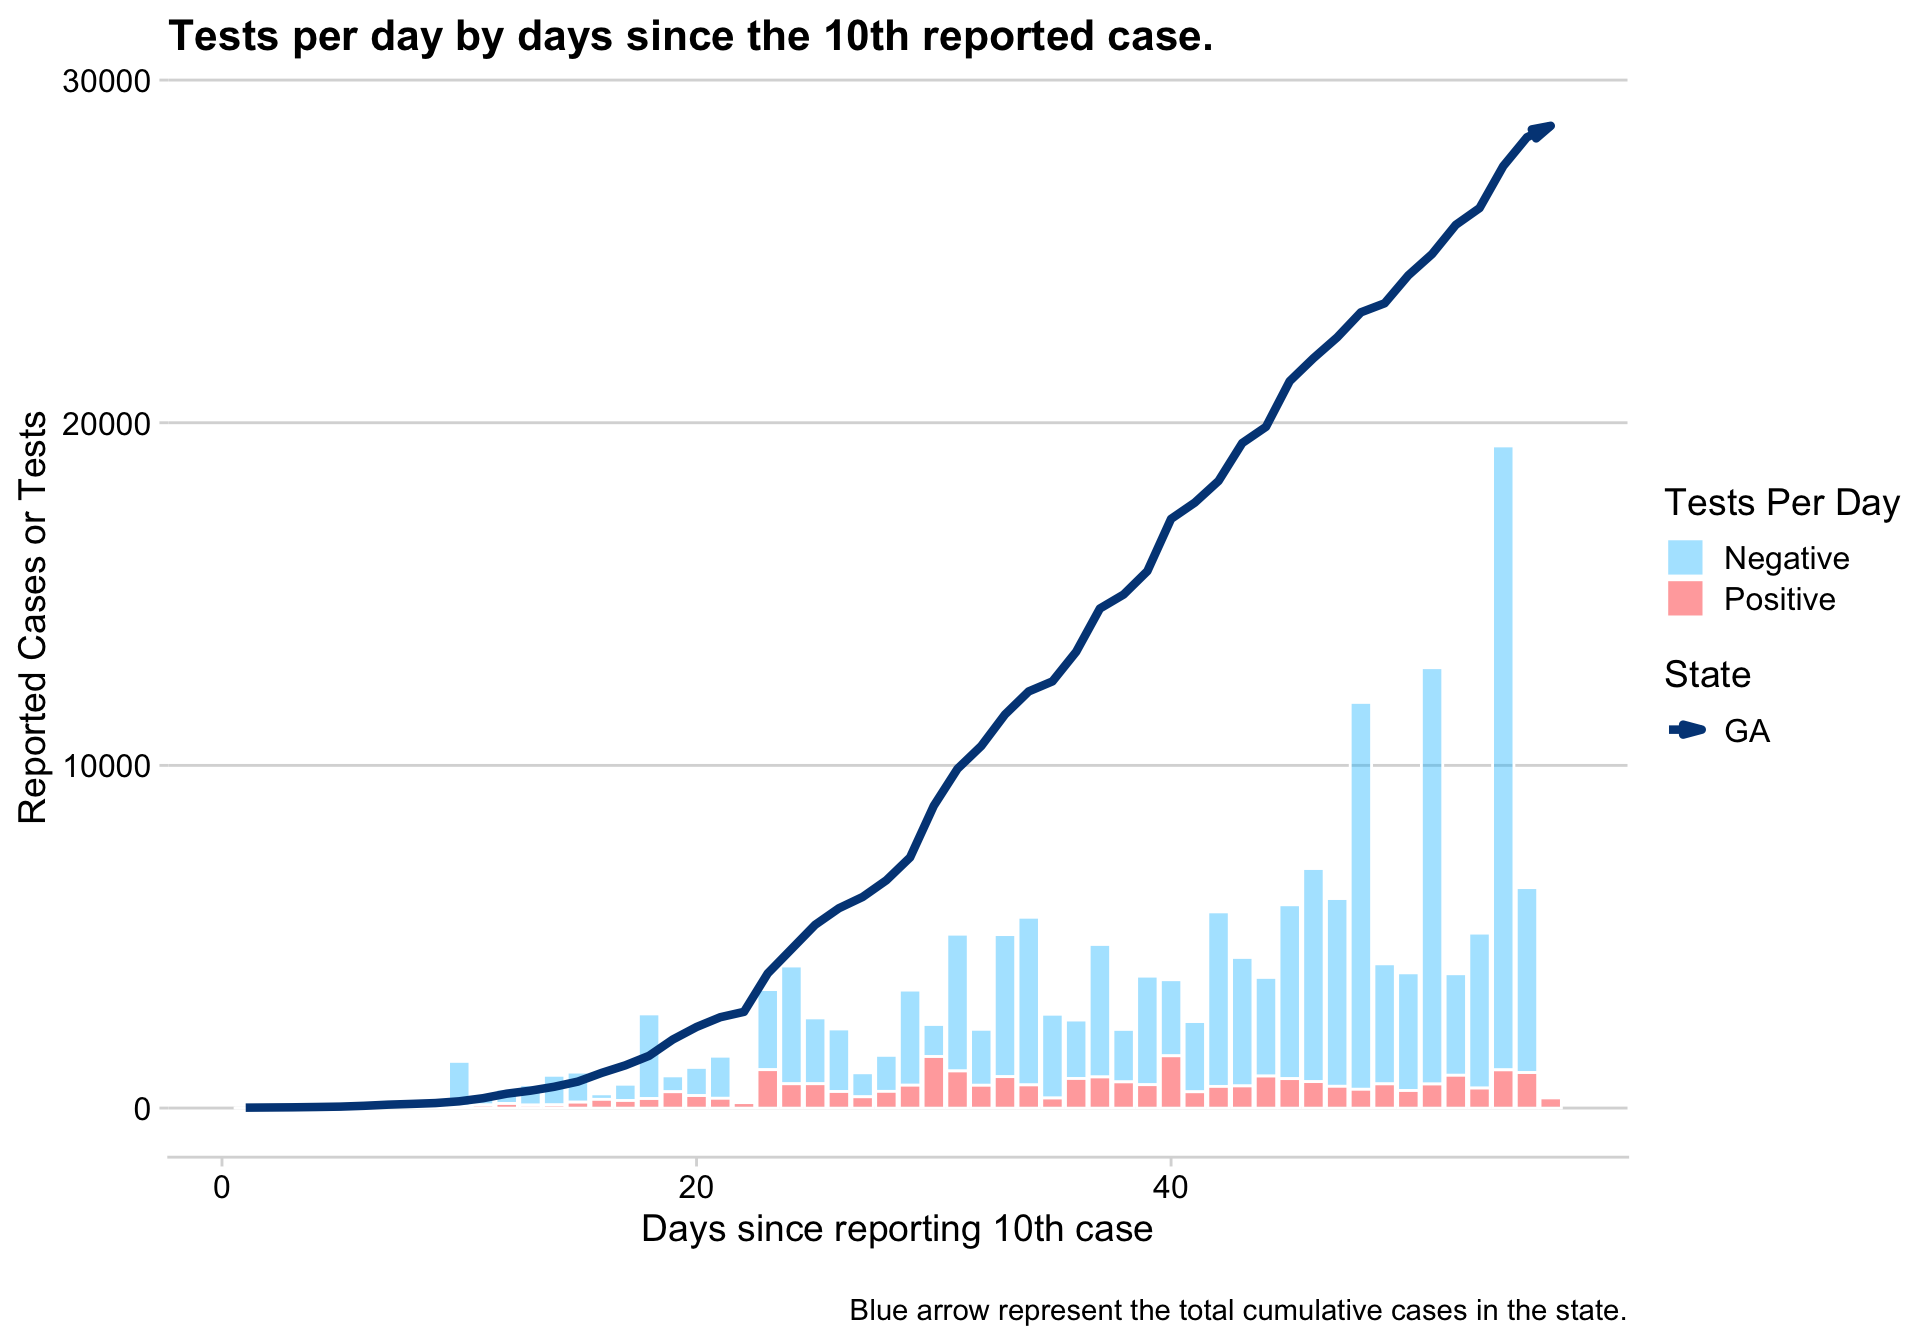 Tests per day by days since the 10th reported case.
30000
20000
10000
0
Reported Cases or Tests
0 20 40
Days since reporting 10th case
Tests Per Day
Negative
Positive
State
GA
Blue arrow represent the total cumulative cases in the state.